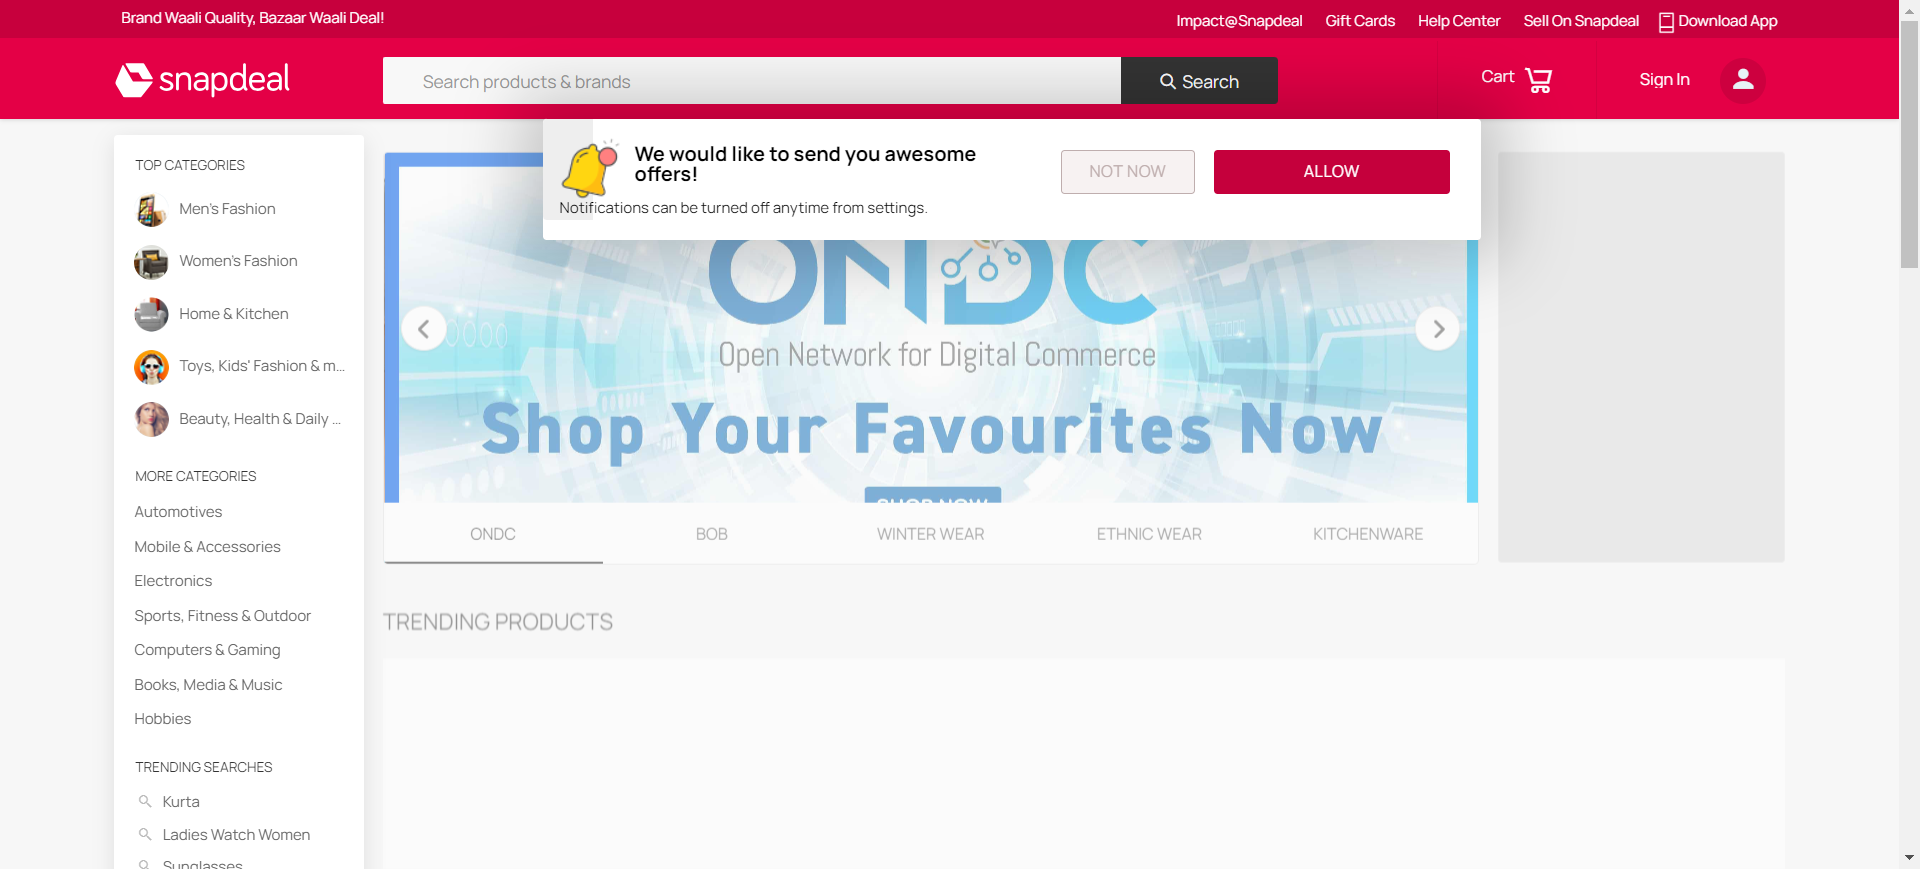 Brand Waali Quality, Bazaar Waali Deal!
Impact@Snapdeal Gift Cards Help Center Sell On Snapdeal Download App
snapdeal
Search products & brands
Search
Cart
Sign In
We would like to send you awesome
offers!
Notifications can be turned off anytime from settings.
NOT NOW
ALLOW
TOP CATEGORIES
Men's Fashion
Women's Fashion
Home & Kitchen
Toys, Kids' Fashion & m...
Beauty, Health & Daily ...
MORE CATEGORIES
Automotives
Mobile & Accessories
Electronics
Sports, Fitness & Outdoor
Computers & Gaming
Books, Media & Music
Hobbies
TRENDING SEARCHES
Kurta
Ladies Watch Women
Sunglasses
ONDC
Open Network for Digital Commerce
Shop Your Favourites Now
SHOP NOW
ONDC BOB WINTER WEAR ETHNIC WEAR KITCHENWARE
TRENDING PRODUCTS